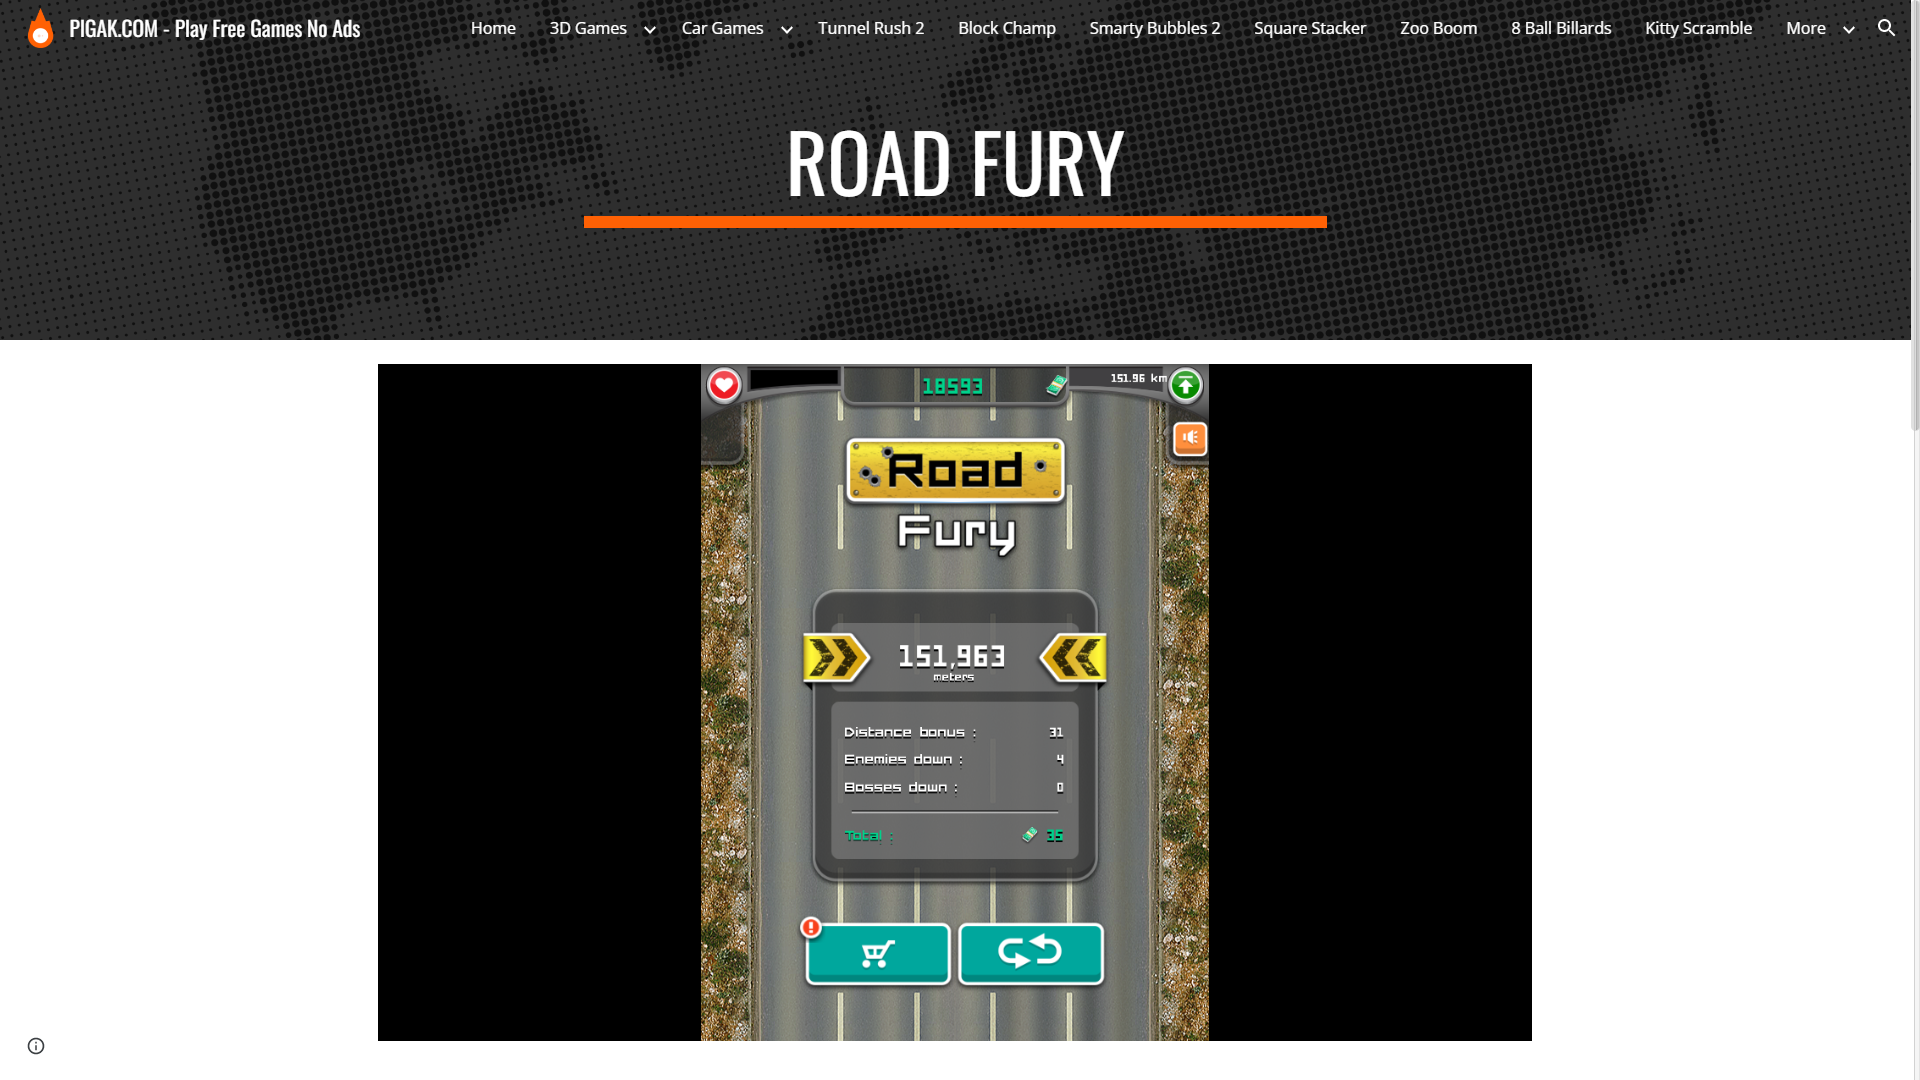 PIGAK.COM - Play Free Games No Ads
Home 3D Games Car Games Tunnel Rush 2 Block Champ Smarty Bubbles 2 Square Stacker Zoo Boom 8 Ball Billards Kitty Scramble More
ROAD FURY
18593 151.96 km
Road
Fury
151,963
meters
Distance bonus : 31
Enemies down : 4
Bosses down : 0
Total : 35